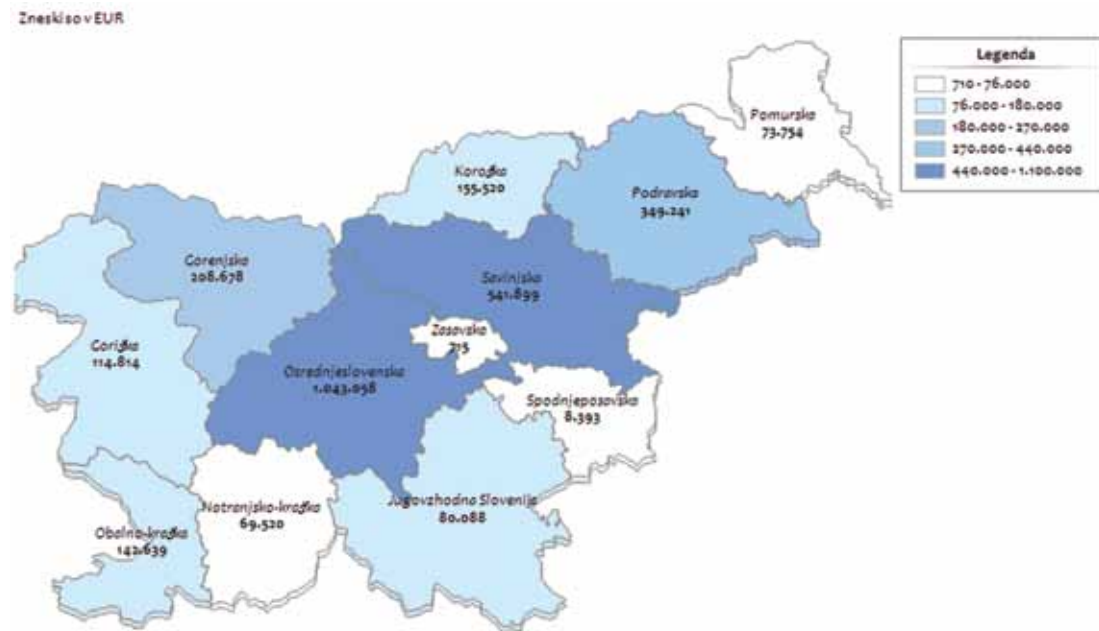 Zneski so v EUR
Legenda
710 - 76.000
76.000 - 180.000
180.000 - 270.000
270.000 - 440.000
440.000 - 1.100.000
Pomurska
73.754
Koroška
155.520
Podravska
349.241
Gorenjska
208.678
Savinjska
541.899
Goriška
114.814
Zasavska
715
Osrednjeslovenska
1.043.058
Spodnjeposavska
8.393
Notranjsko-kraška
69.520
Jugovzhodna Slovenija
80.088
Obalno-kraška
142.639